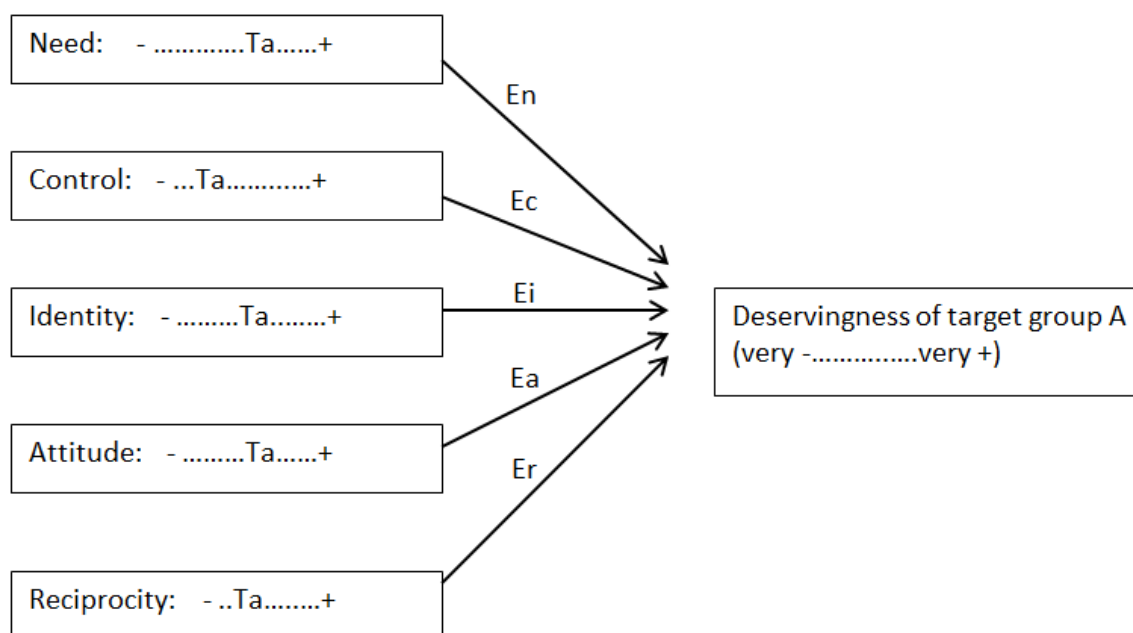 Need: - ………….Ta……+
En
Control: - …Ta………..…+
Ec
Identity: - ………Ta..……+
Ei
Deservingness of target group A
(very -…………..….very +)
Attitude: - ………Ta……+
Ea
Er
Reciprocity: - ..Ta…..…+